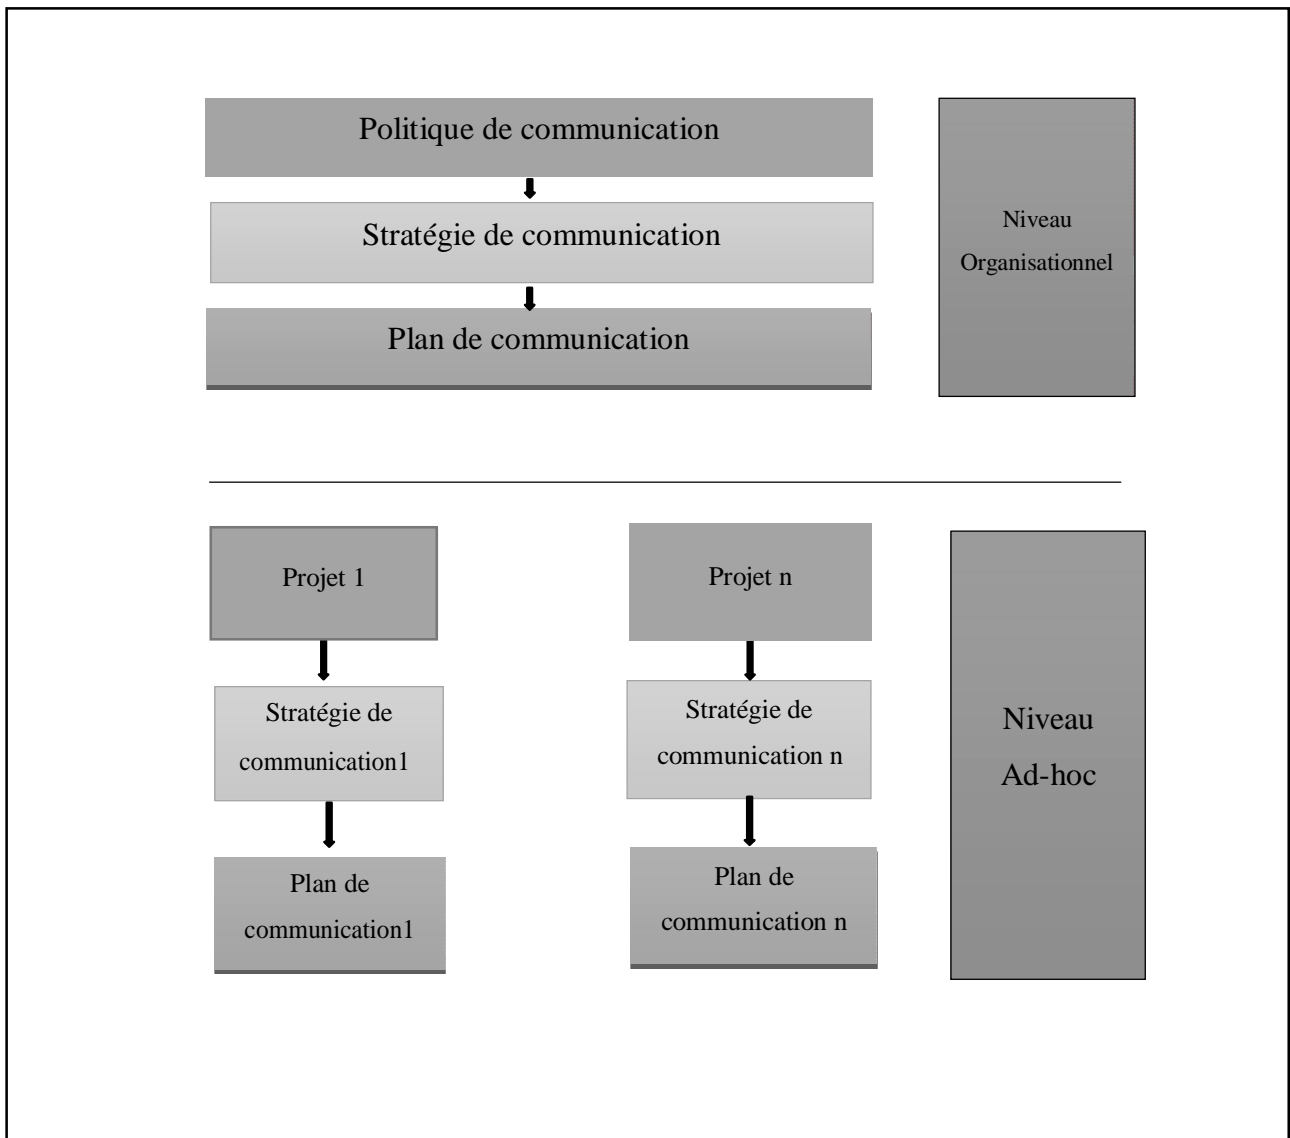 Politique de communication
Stratégie de communication
Plan de communication
Niveau
Organisationnel
Projet 1
Stratégie de
communication1
Plan de
communication1
Projet n
Stratégie de
communication n
Plan de
communication n
Niveau
Ad-hoc